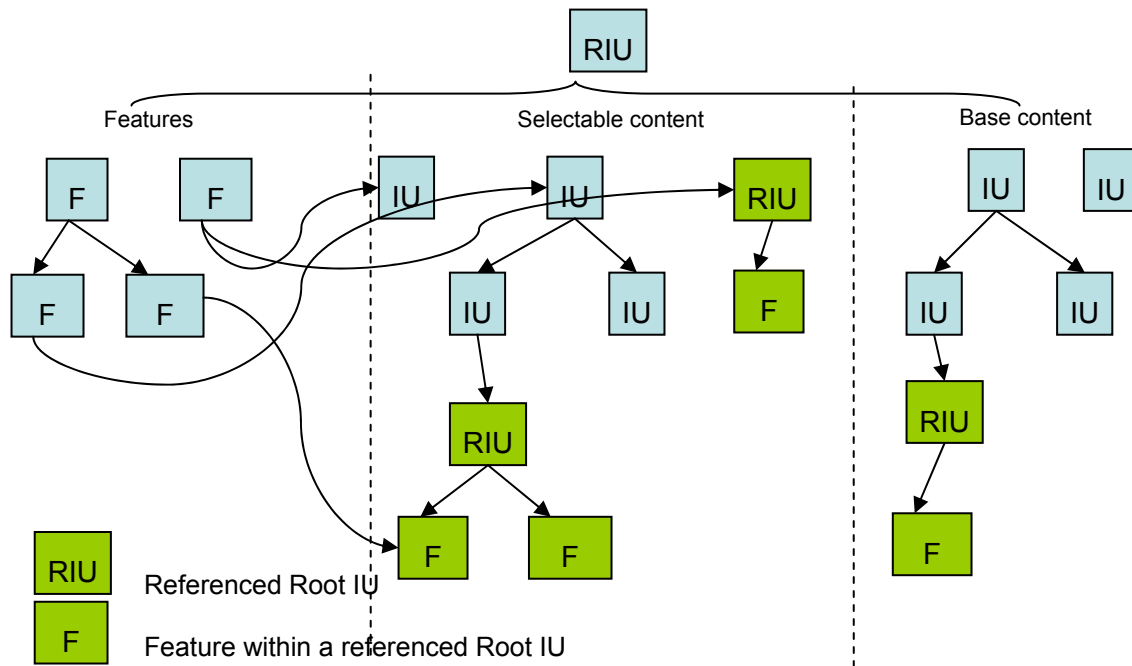 RIU
Features Selectable content Base content
F F IU IU RIU IU IU
F F IU IU F IU IU
RIU RIU
F F F
RIU Referenced Root IU
F Feature within a referenced Root IU